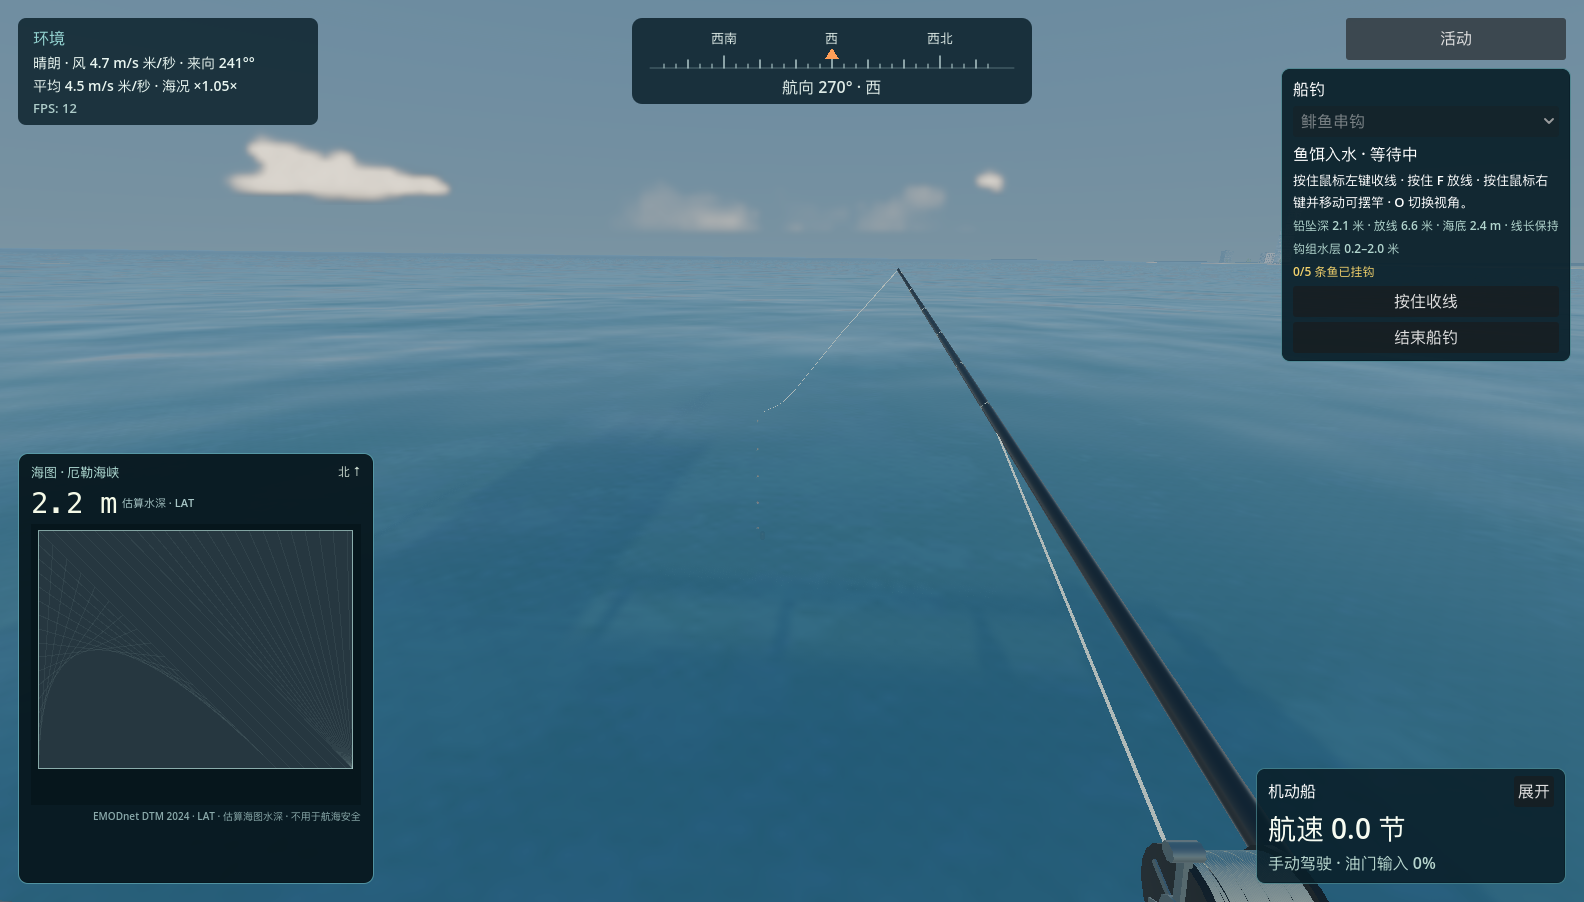 环境
晴朗 · 风 4.7 m/s 米/秒 · 来向 241°°
平均 4.5 m/s 米/秒 · 海况 ×1.05×
FPS: 12
西南 西 西北
航向 270° · 西
活动
船钓
鲱鱼串钩
鱼饵入水 · 等待中
按住鼠标左键收线 · 按住 F 放线 · 按住鼠标右
键并移动可摆竿 · O 切换视角。
铅坠深 2.1 米 · 放线 6.6 米 · 海底 2.4 m · 线长保持
钩组水层 0.2–2.0 米
0/5 条鱼已挂钩
按住收线
结束船钓
海图 · 厄勒海峡 北 ↑
2.2 m 估算水深 · LAT
EMODnet DTM 2024 · LAT · 估算海图水深 · 不用于航海安全
机动船 展开
航速 0.0 节
手动驾驶 · 油门输入 0%